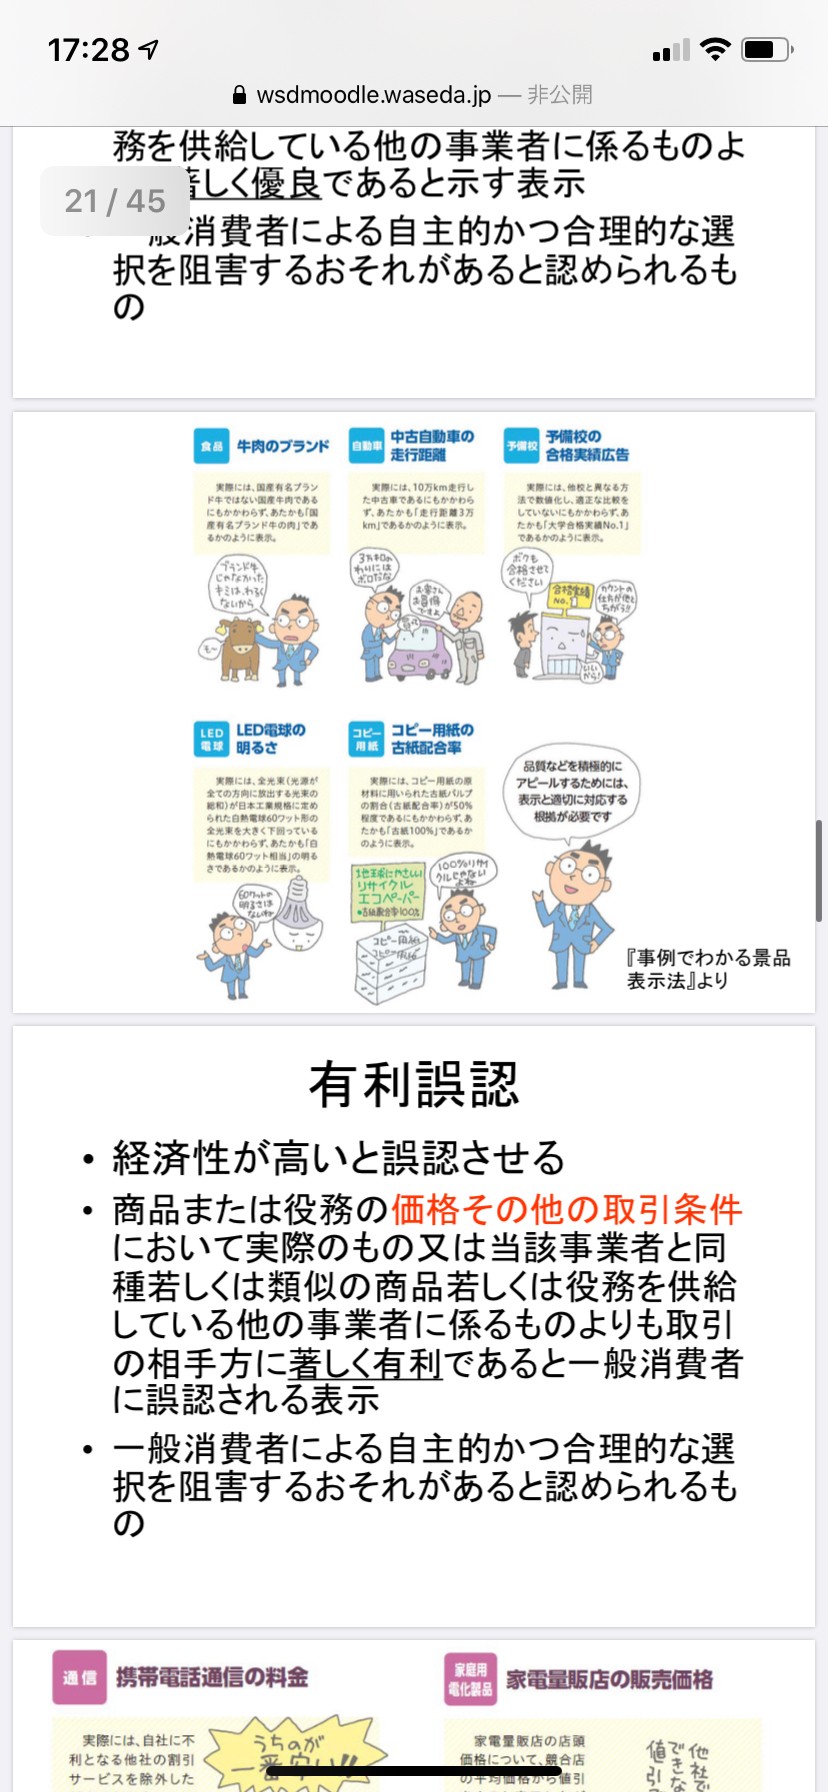 17:28
wsdmoodle.waseda.jp — 非公開
務を供給している他の事業者に係るものよ
しく優良であると示す表示
21 / 45
般消費者による自主的かつ合理的な選
択を阻害するおそれがあると認められるも
の
食品 牛肉のブランド
実際には、国産有名ブラン
ド牛ではない国産牛肉である
にもかかわらず、あたかも「国
産有名ブランド牛の肉」であ
るかのように表示。
ブランド牛
じゃなかった
キミは、わるく
ないから
モ〜
自動車 中古自動車の
走行距離
実際には、10万km走行し
た中古車であるにもかかわら
ず、あたかも「走行距離3万
km」であるかのように表示。
3万キロの
わりには
ボロだな
お客さん
お買得
ですよ
予備校 予備校の
合格実績広告
実際には、他校と異なる方
法で数値化し、適正な比較を
していないにもかかわらず、あ
たかも「大学合格実績No.1」
であるかのように表示。
ボクも
合格させて
ください
合格実績
NO.1
カウントの
仕方が他と
ちがうぞ
LED
電球 LED電球の
明るさ
実際には、全光束(光源が
全ての方向に放出する光束の
総和)が日本工業規格に定め
られた白熱電球60ワット形の
全光束を大きく下回っている
にもかかわらず、あたかも「白
熱電球60ワット相当」の明る
さであるかのように表示。
60ワットの
明るさは
ないわ
コピー
用紙 コピー用紙の
古紙配合率
実際には、コピー用紙の原
材料に用いられた古紙パルプ
の割合(古紙配合率)が50%
程度であるにもかかわらず、あ
たかも「古紙100%」であるか
のように表示。
地球にやさしい
リサイクル
エコペーパー
●古紙配合率100%
100%リサイ
クルじゃない
よね
コピー用紙
コピー用紙
品質などを積極的に
アピールするためには、
表示と適切に対応する
根拠が必要です
『事例でわかる景品
表示法』より
有利誤認
• 経済性が高いと誤認させる
• 商品または役務の価格その他の取引条件
において実際のもの又は当該事業者と同
種若しくは類似の商品若しくは役務を供給
している他の事業者に係るものよりも取引
の相手方に著しく有利であると一般消費者
に誤認される表示
• 一般消費者による自主的かつ合理的な選
択を阻害するおそれがあると認められるも
の
通信 携帯電話通信の料金
実際には、自社に不
利となる他社の割引
サービスを除外した
うちのが
一番安い!!
家庭用
電化製品 家電量販店の販売価格
家電量販店の店頭
価格について、競合店
の平均価格から値引
他社で
できな
値引